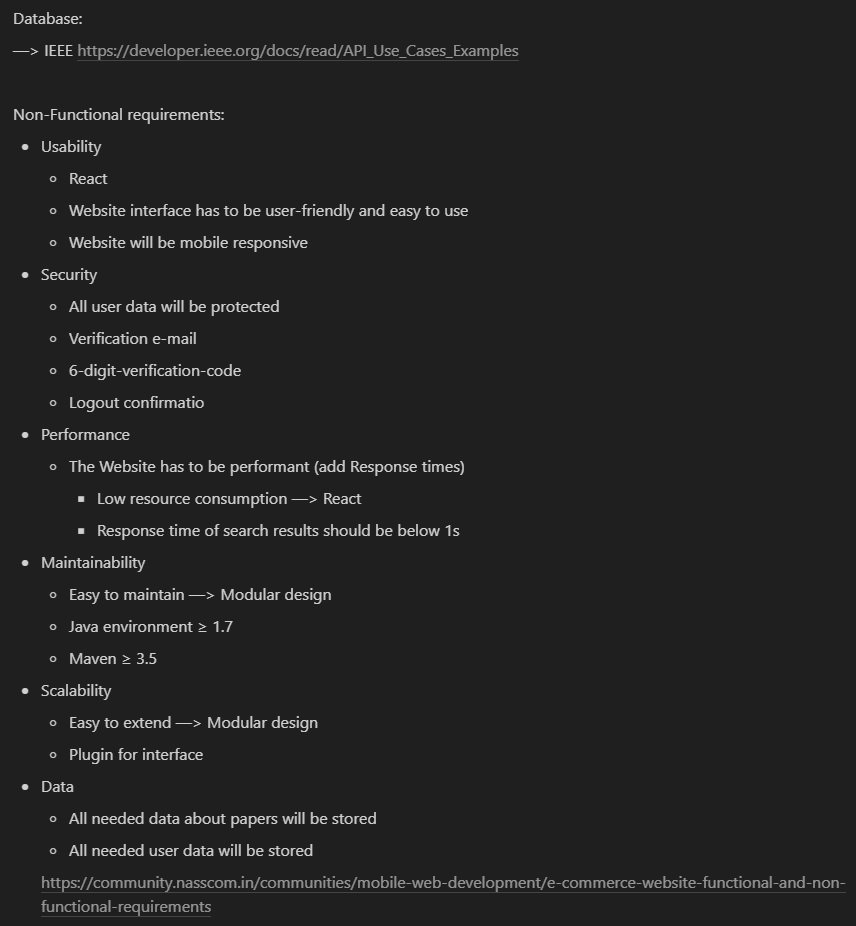 Database:
—> IEEE https://developer.ieee.org/docs/read/API_Use_Cases_Examples
Non-Functional requirements:
• Usability
◦ React
◦ Website interface has to be user-friendly and easy to use
◦ Website will be mobile responsive
• Security
◦ All user data will be protected
◦ Verification e-mail
◦ 6-digit-verification-code
◦ Logout confirmatio
• Performance
◦ The Website has to be performant (add Response times)
▪ Low resource consumption —> React
▪ Response time of search results should be below 1s
• Maintainability
◦ Easy to maintain —> Modular design
◦ Java environment ≥ 1.7
◦ Maven ≥ 3.5
• Scalability
◦ Easy to extend —> Modular design
◦ Plugin for interface
• Data
◦ All needed data about papers will be stored
◦ All needed user data will be stored
https://community.nasscom.in/communities/mobile-web-development/e-commerce-website-functional-and-non-
functional-requirements